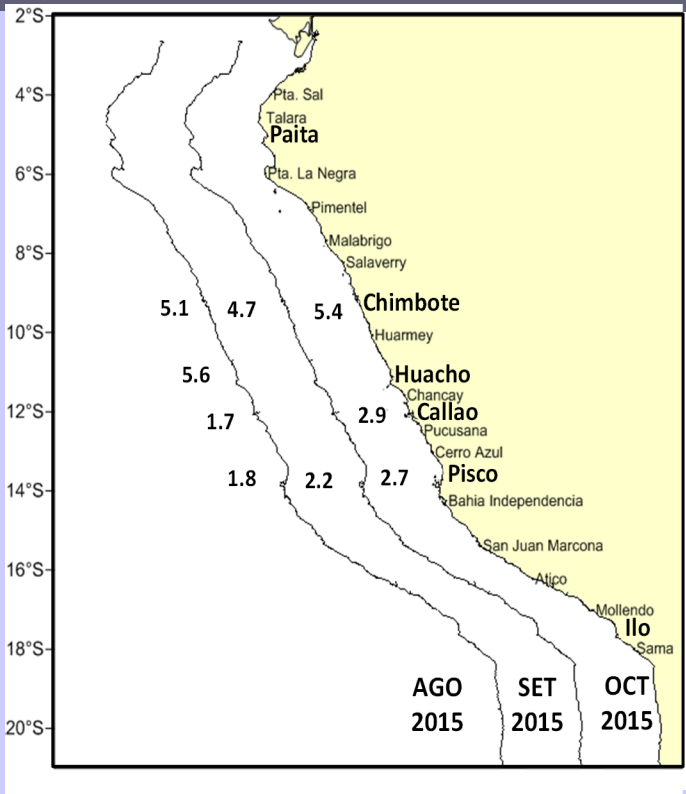 2°S
4°S
Pta. Sal
Talara
Paita
6°S
Pta. La Negra
Pimentel
Malabrigo
8°S
Salaverry
5.1 4.7 5.4 Chimbote
10°S
Huarmey
5.6 Huacho
Chancay
12°S
1.7 2.9 Callao
Pucusana
Cerro Azul
1.8 2.2 2.7 Pisco
14°S
Bahia Independencia
San Juan Marcona
16°S
Atico
Mollendo
Ilo
18°S
Sama
AGO SET OCT
2015 2015 2015
20°S